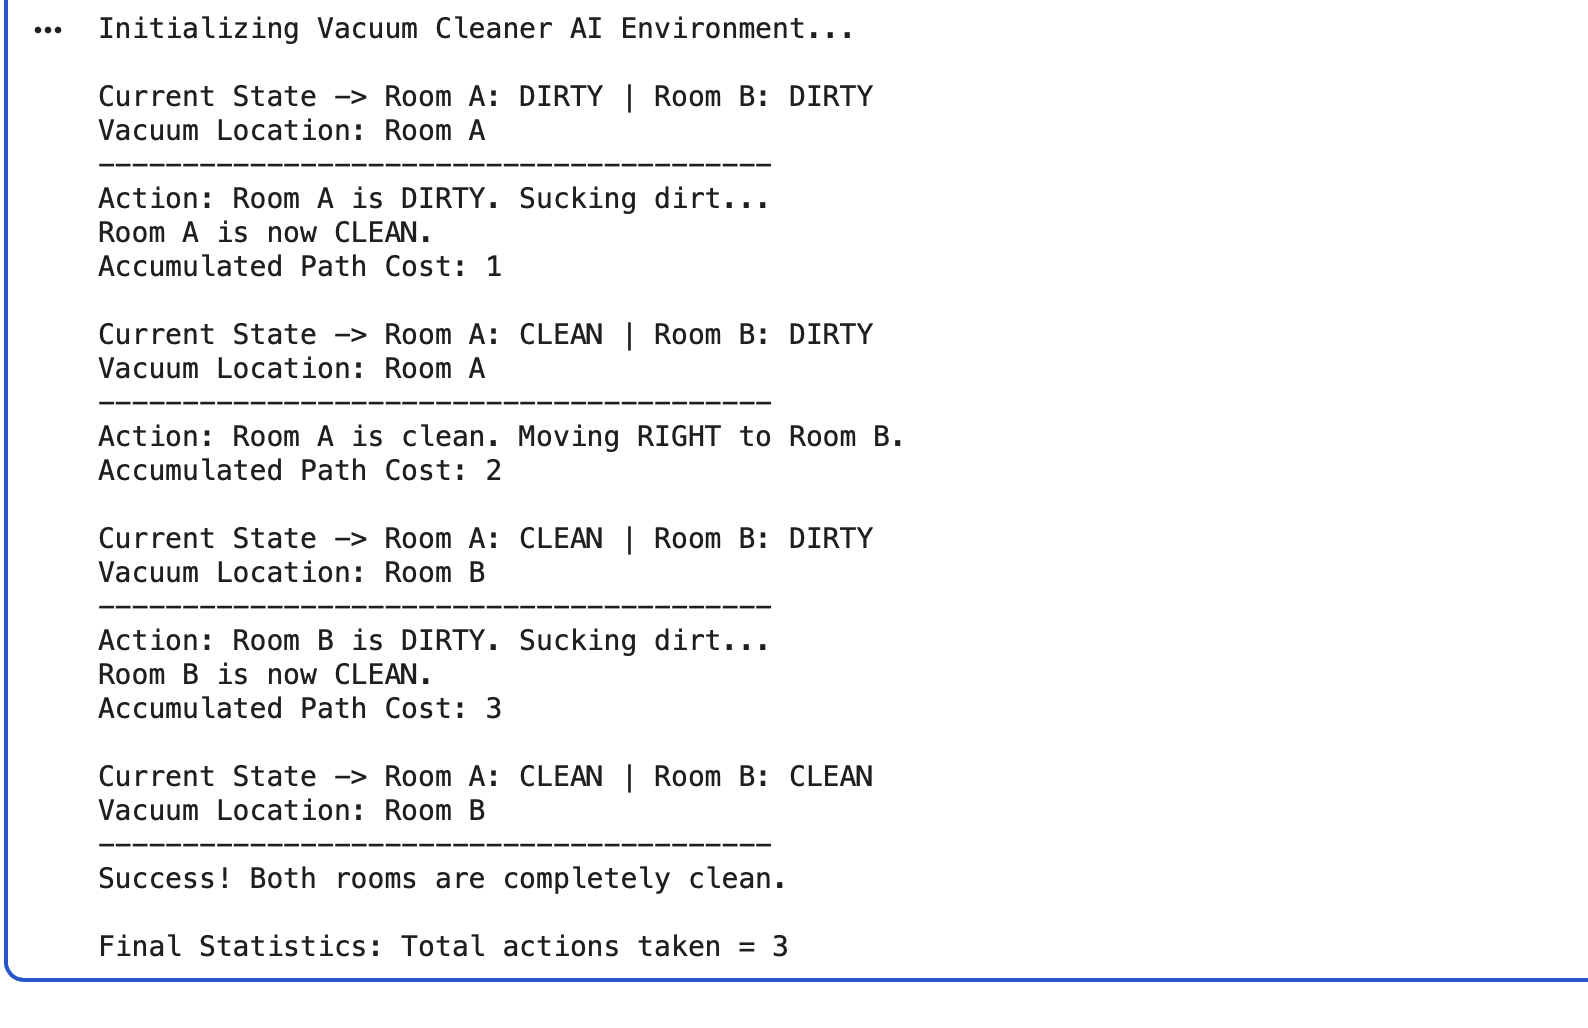 Initializing Vacuum Cleaner AI Environment...
Current State -> Room A: DIRTY | Room B: DIRTY
Vacuum Location: Room A
----------------------------------------
Action: Room A is DIRTY. Sucking dirt...
Room A is now CLEAN.
Accumulated Path Cost: 1
Current State -> Room A: CLEAN | Room B: DIRTY
Vacuum Location: Room A
----------------------------------------
Action: Room A is clean. Moving RIGHT to Room B.
Accumulated Path Cost: 2
Current State -> Room A: CLEAN | Room B: DIRTY
Vacuum Location: Room B
----------------------------------------
Action: Room B is DIRTY. Sucking dirt...
Room B is now CLEAN.
Accumulated Path Cost: 3
Current State -> Room A: CLEAN | Room B: CLEAN
Vacuum Location: Room B
----------------------------------------
Success! Both rooms are completely clean.
Final Statistics: Total actions taken = 3